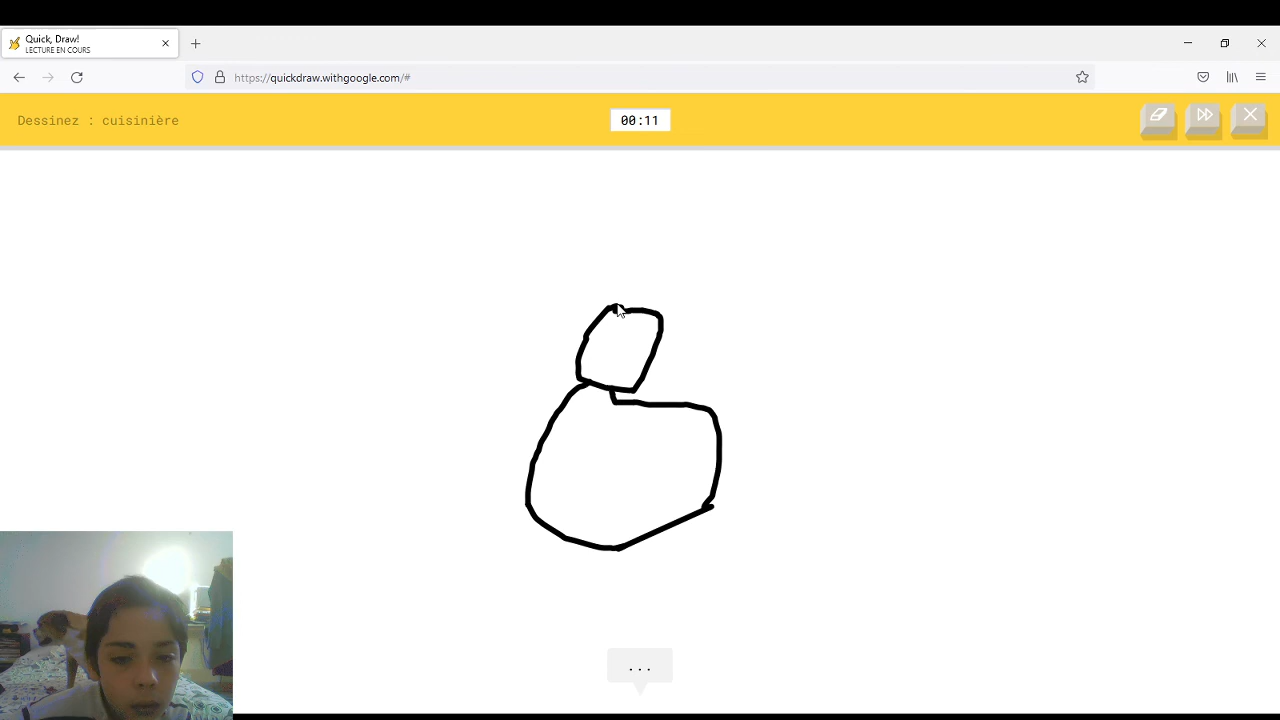 Quick, Draw!
LECTURE EN COURS
https://quickdraw.withgoogle.com/#
Dessinez : cuisinière
00:11
...